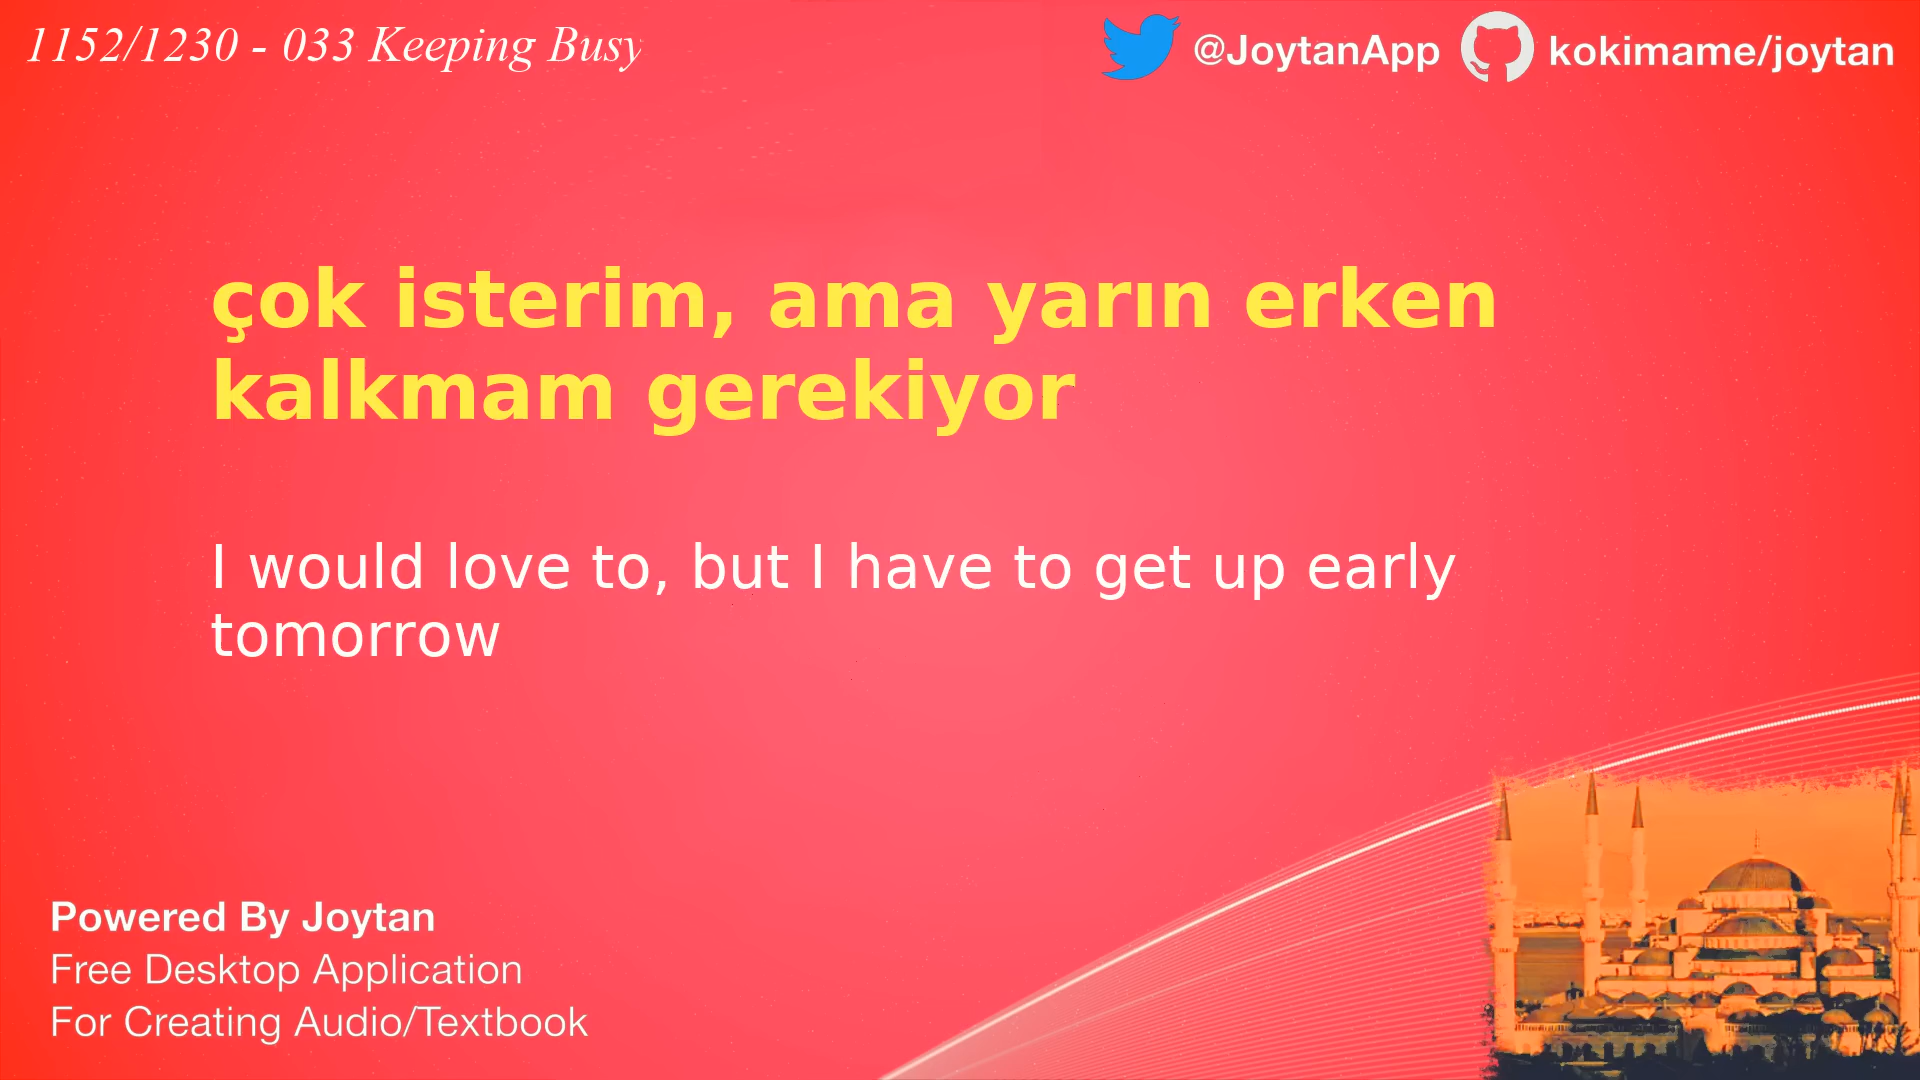 1152/1230 - 033 Keeping Busy
@JoytanApp
kokimame/joytan
çok isterim, ama yarın erken
kalkmam gerekiyor
I would love to, but I have to get up early
tomorrow
Powered By Joytan
Free Desktop Application
For Creating Audio/Textbook